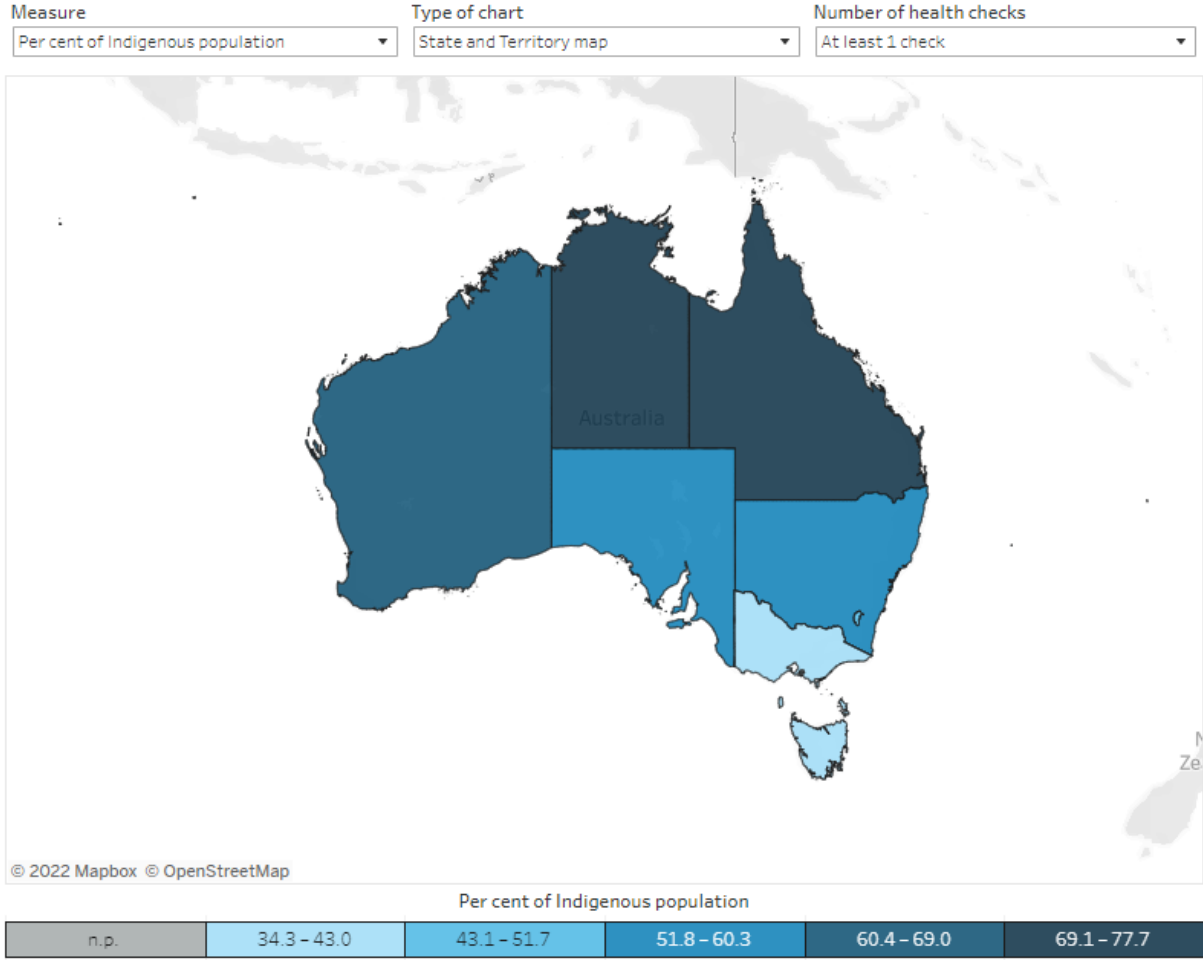 Measure Type of chart Number of health checks
Per cent of Indigenous population State and Territory map At least 1 check
Australia
N
Ze
© 2022 Mapbox © OpenStreetMap
Per cent of Indigenous population
n.p. 34.3 – 43.0 43.1 – 51.7 51.8 – 60.3 60.4 – 69.0 69.1 – 77.7